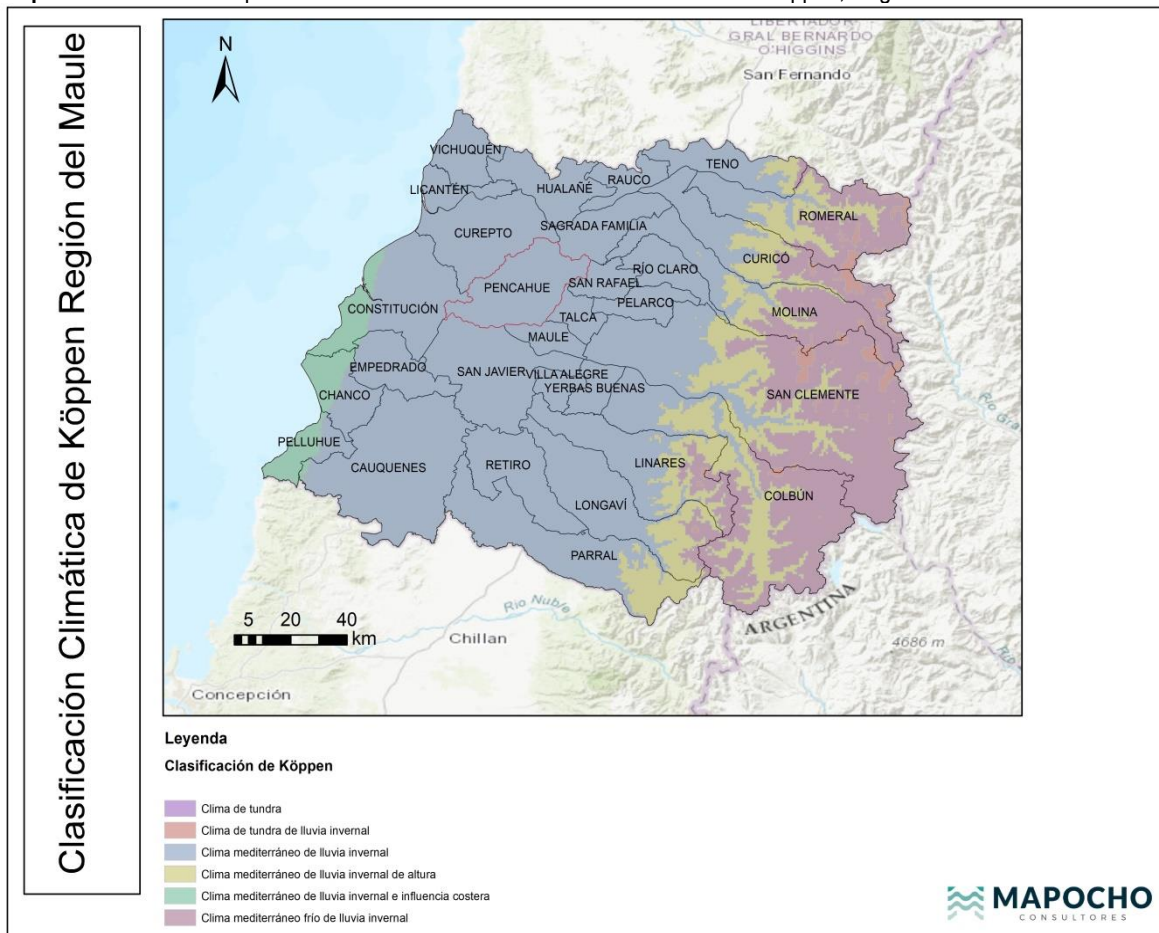 Clasificación Climática de Köppen Región del Maule
N
LIBERTADOR
GRAL BERNARDO
O'HIGGINS
San Fernando
VICHUQUÉN
TENO
LICANTÉN
HUALAÑÉ
RAUCO
ROMERAL
CUREPTO
SAGRADA FAMILIA
CURICÓ
RÍO CLARO
PENCAHUE
SAN RAFAEL
PELARCO
CONSTITUCIÓN
MOLINA
TALCA
MAULE
EMPEDRADO
SAN JAVIER
VILLA ALEGRE
YERBAS BUENAS
CHANCO
SAN CLEMENTE
PELLUHUE
CAUQUENES
RETIRO
LINARES
COLBÚN
LONGAVÍ
PARRAL
Rio Nuble
ARGENTINA
5 20 40
km
Chillan
4686 m
Concepción
Leyenda
Clasificación de Köppen
Clima de tundra
Clima de tundra de lluvia invernal
Clima mediterráneo de lluvia invernal
Clima mediterráneo de lluvia invernal de altura
Clima mediterráneo de lluvia invernal e influencia costera
Clima mediterráneo frío de lluvia invernal
MAPOCHO
CONSULTORES